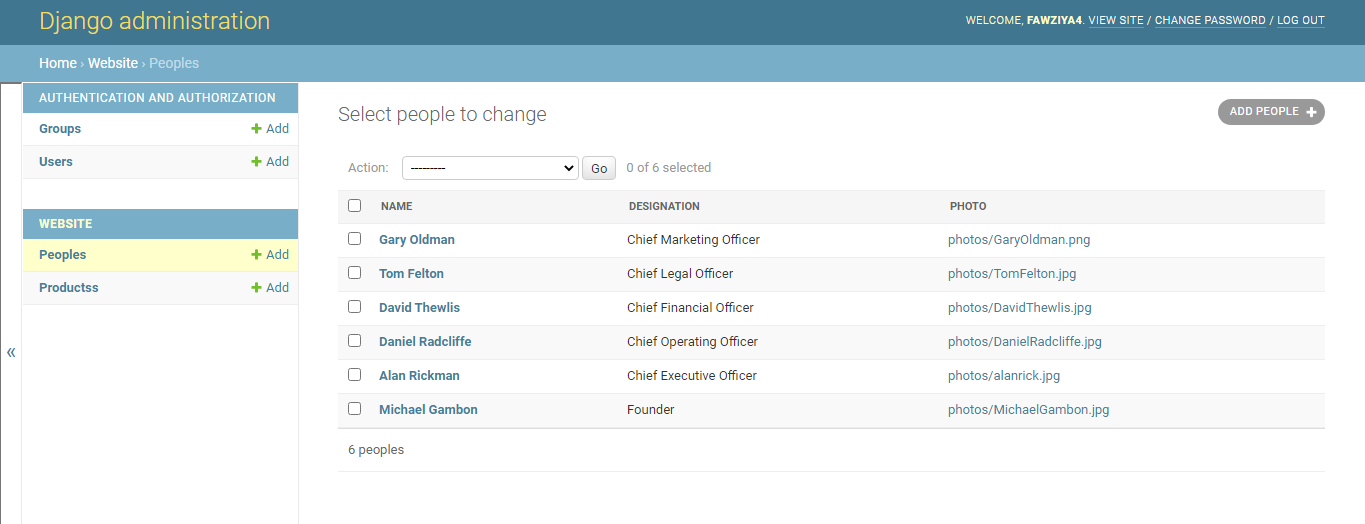 Django administration
WELCOME, FAWZIYA4. VIEW SITE / CHANGE PASSWORD / LOG OUT
Home › Website › Peoples
AUTHENTICATION AND AUTHORIZATION
Groups + Add
Users + Add
WEBSITE
Peoples + Add
Productss + Add
«
Select people to change
ADD PEOPLE +
Action: --------- Go 0 of 6 selected
NAME DESIGNATION PHOTO
Gary Oldman Chief Marketing Officer photos/GaryOldman.png
Tom Felton Chief Legal Officer photos/TomFelton.jpg
David Thewlis Chief Financial Officer photos/DavidThewlis.jpg
Daniel Radcliffe Chief Operating Officer photos/DanielRadcliffe.jpg
Alan Rickman Chief Executive Officer photos/alanrick.jpg
Michael Gambon Founder photos/MichaelGambon.jpg
6 peoples